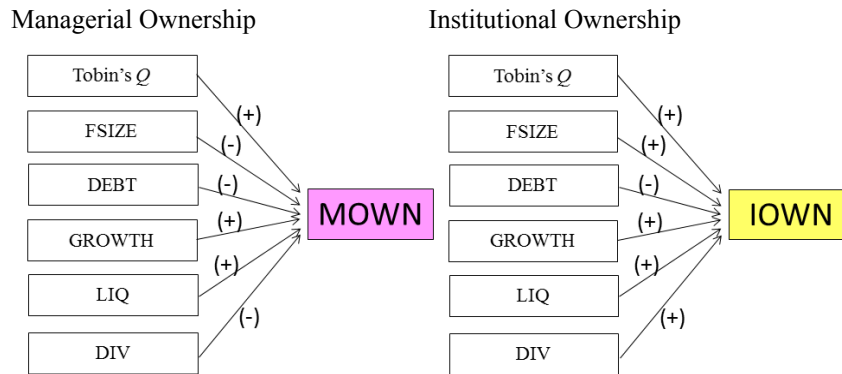 Managerial Ownership
Tobin's Q
FSIZE
DEBT
GROWTH
LIQ
DIV
(+)
(-)
(-)
(+)
(+)
(-)
MOWN
Institutional Ownership
Tobin's Q
FSIZE
DEBT
GROWTH
LIQ
DIV
(+)
(+)
(-)
(+)
(+)
(+)
IOWN